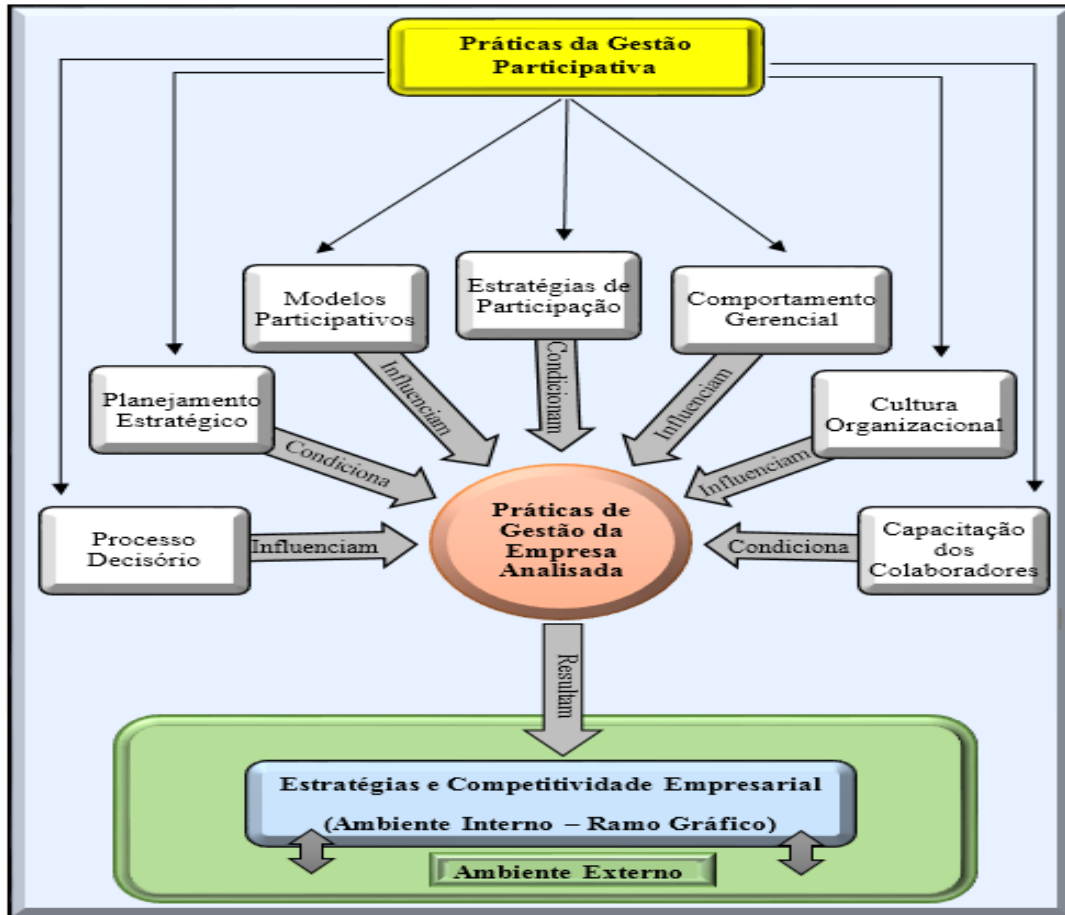 Práticas da Gestão
Participativa
Modelos
Participativos
Estratégias de
Participação
Comportamento
Gerencial
Planejamento
Estratégico
Cultura
Organizacional
Processo
Decisório
Capacitação
dos
Colaboradores
Influenciam
Condiciona
Influenciam
Condicionam
Influenciam
Influenciam
Condiciona
Práticas de
Gestão da
Empresa
Analisada
Resultam
Estratégias e Competitividade Empresarial
(Ambiente Interno – Ramo Gráfico)
Ambiente Externo